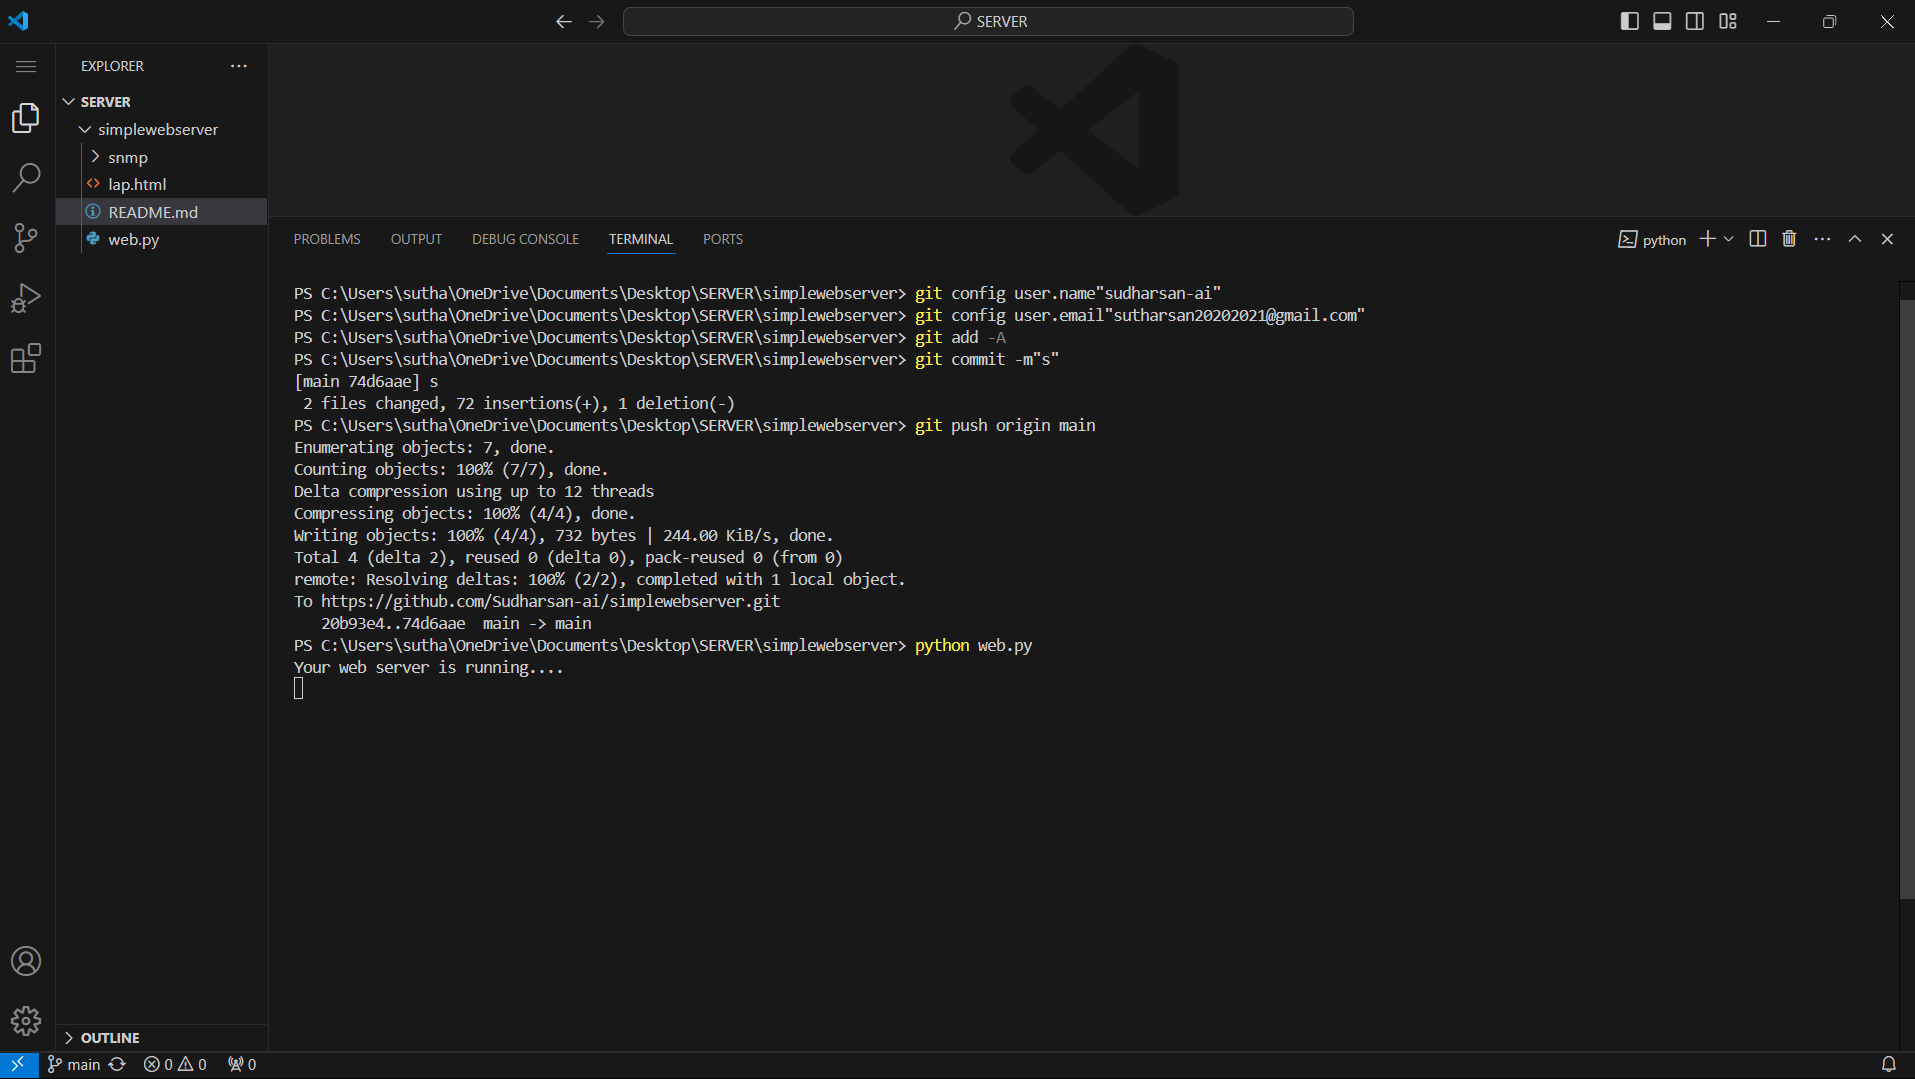 SERVER
EXPLORER
SERVER
simplewebserver
snmp
lap.html
README.md
web.py
PROBLEMS OUTPUT DEBUG CONSOLE TERMINAL PORTS
python
PS C:\Users\sutha\OneDrive\Documents\Desktop\SERVER\simplewebserver> git config user.name"sudharsan-ai"
PS C:\Users\sutha\OneDrive\Documents\Desktop\SERVER\simplewebserver> git config user.email"sutharsan20202021@gmail.com"
PS C:\Users\sutha\OneDrive\Documents\Desktop\SERVER\simplewebserver> git add -A
PS C:\Users\sutha\OneDrive\Documents\Desktop\SERVER\simplewebserver> git commit -m"s"
[main 74d6aae] s
2 files changed, 72 insertions(+), 1 deletion(-)
PS C:\Users\sutha\OneDrive\Documents\Desktop\SERVER\simplewebserver> git push origin main
Enumerating objects: 7, done.
Counting objects: 100% (7/7), done.
Delta compression using up to 12 threads
Compressing objects: 100% (4/4), done.
Writing objects: 100% (4/4), 732 bytes | 244.00 KiB/s, done.
Total 4 (delta 2), reused 0 (delta 0), pack-reused 0 (from 0)
remote: Resolving deltas: 100% (2/2), completed with 1 local object.
To https://github.com/Sudharsan-ai/simplewebserver.git
20b93e4..74d6aae  main -> main
PS C:\Users\sutha\OneDrive\Documents\Desktop\SERVER\simplewebserver> python web.py
Your web server is running....
OUTLINE
main 0 0 0